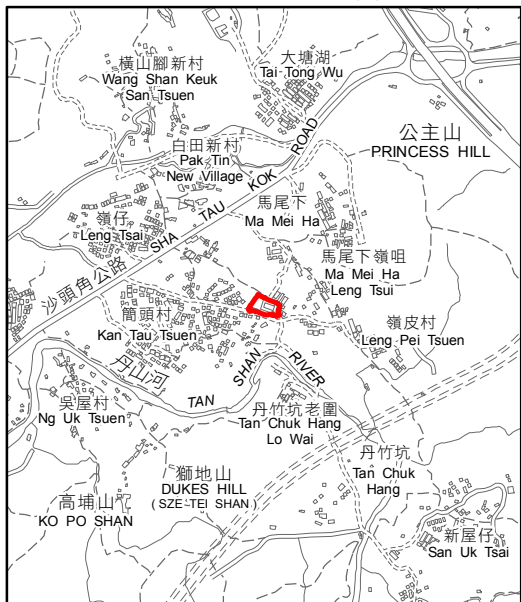 大塘湖
Tai Tong Wu
橫山腳新村
Wang Shan Keuk
San Tsuen
公主山
PRINCESS HILL
白田新村
Pak Tin
New Village
馬尾下
Ma Mei Ha
嶺仔
Leng Tsai
沙頭角公路 SHA TAU KOK ROAD
馬尾下嶺咀
Ma Mei Ha
Leng Tsui
簡頭村
Kan Tau Tsuen
嶺皮村
Leng Pei Tsuen
丹山河
TAN SHAN RIVER
吳屋村
Ng Uk Tsuen
丹竹坑老圍
Tan Chuk Hang
Lo Wai
丹竹坑
Tan Chuk
Hang
獅地山
DUKES HILL
(SZE TEI SHAN)
高埔山
KO PO SHAN
新屋仔
San Uk Tsai